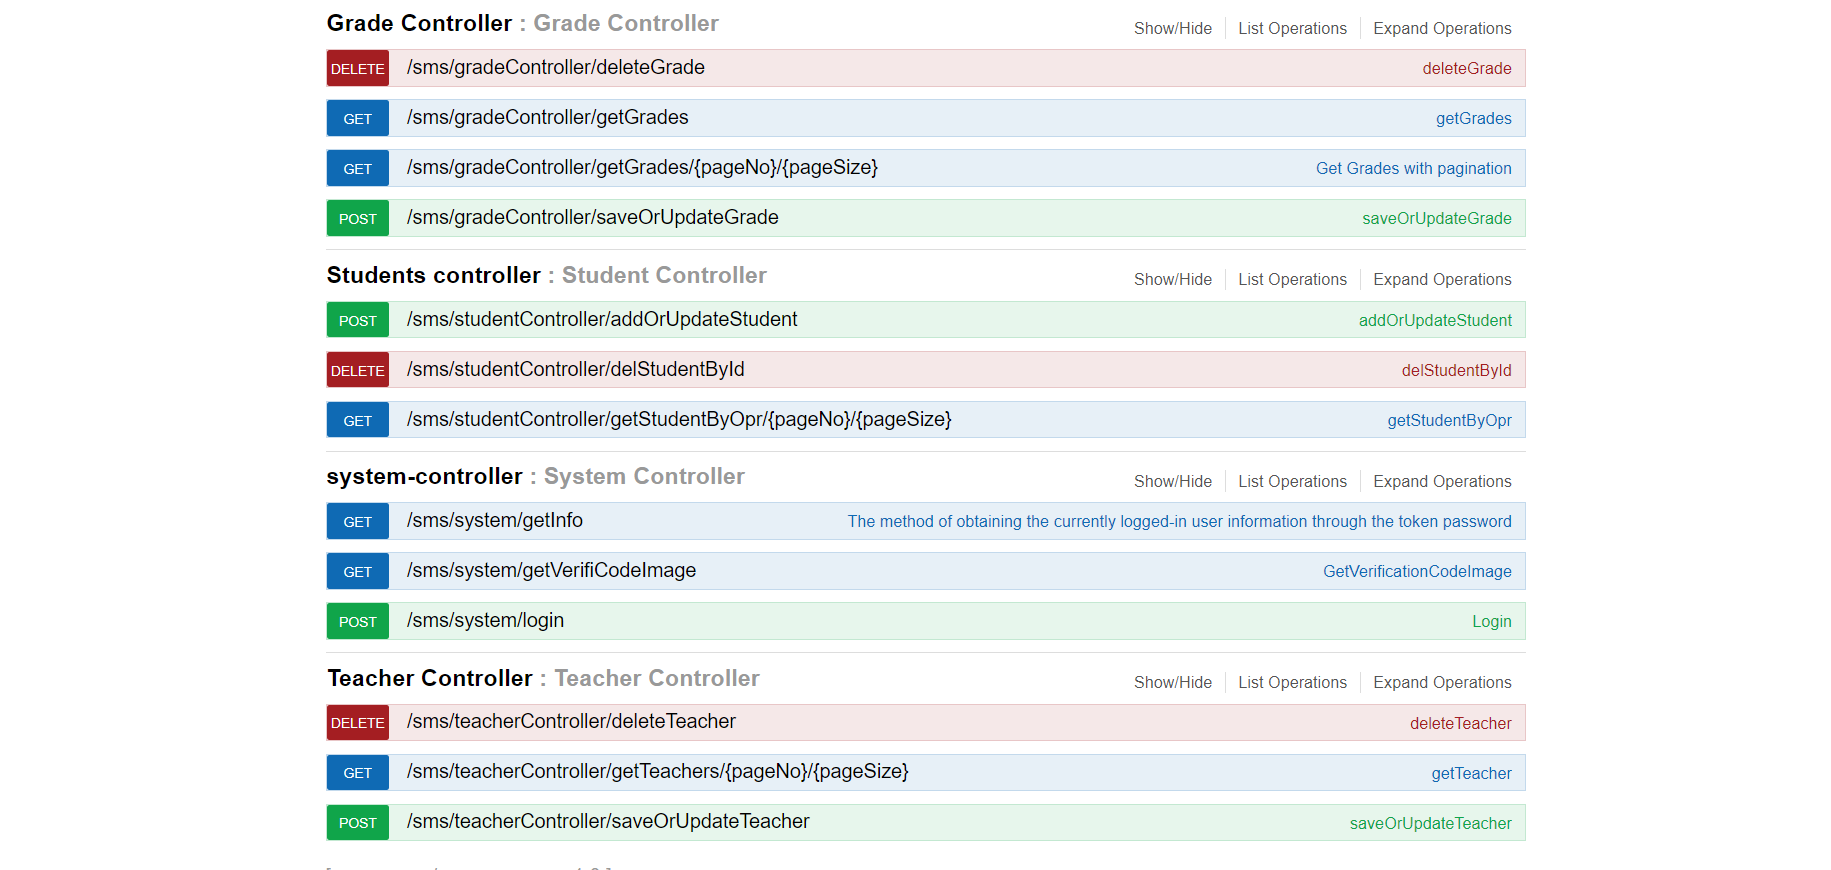 Grade Controller : Grade Controller Show/Hide List Operations Expand Operations
DELETE /sms/gradeController/deleteGrade deleteGrade
GET /sms/gradeController/getGrades getGrades
GET /sms/gradeController/getGrades/{pageNo}/{pageSize} Get Grades with pagination
POST /sms/gradeController/saveOrUpdateGrade saveOrUpdateGrade
Students controller : Student Controller Show/Hide List Operations Expand Operations
POST /sms/studentController/addOrUpdateStudent addOrUpdateStudent
DELETE /sms/studentController/delStudentById delStudentById
GET /sms/studentController/getStudentByOpr/{pageNo}/{pageSize} getStudentByOpr
system-controller : System Controller Show/Hide List Operations Expand Operations
GET /sms/system/getInfo The method of obtaining the currently logged-in user information through the token password
GET /sms/system/getVerifiCodeImage GetVerificationCodeImage
POST /sms/system/login Login
Teacher Controller : Teacher Controller Show/Hide List Operations Expand Operations
DELETE /sms/teacherController/deleteTeacher deleteTeacher
GET /sms/teacherController/getTeachers/{pageNo}/{pageSize} getTeacher
POST /sms/teacherController/saveOrUpdateTeacher saveOrUpdateTeacher